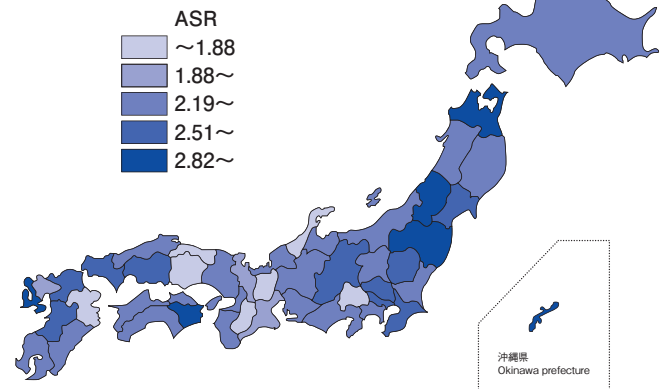 ASR
～1.88
1.88～
2.19～
2.51～
2.82～
沖縄県
Okinawa prefecture